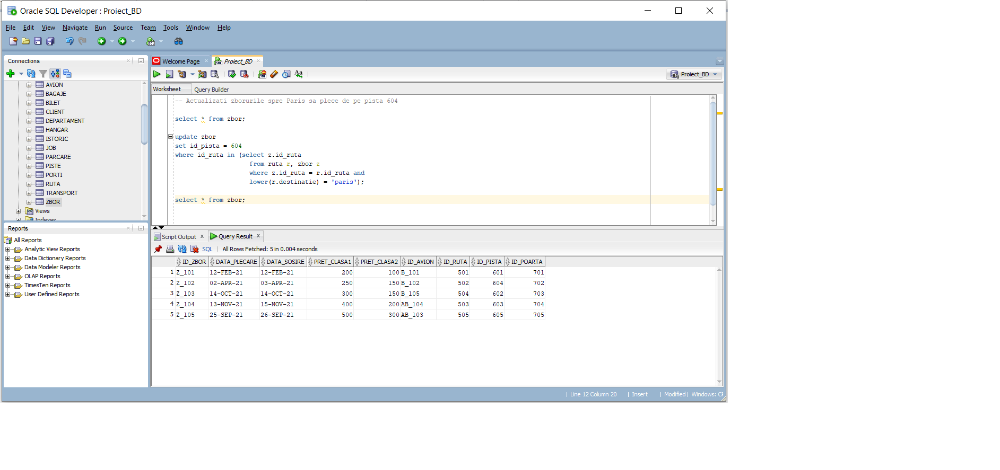 Oracle SQL Developer : Proiect_BD
File Edit View Navigate Run Source Team Tools Window Help
Connections
AVION
BAGAJE
BILET
CLIENT
DEPARTAMENT
HANGAR
ISTORIC
JOB
PARCARE
PISTE
PORTI
RUTA
TRANSPORT
ZBOR
Views
Indexes
Reports
All Reports
Analytic View Reports
Data Dictionary Reports
Data Modeler Reports
OLAP Reports
TimesTen Reports
User Defined Reports
Welcome Page Proiect_BD
Proiect_BD
Worksheet Query Builder
-- Actualizati zborurile spre Paris sa plece de pe pista 604
select * from zbor;
update zbor
set id_pista = 604
where id_ruta in (select z.id_ruta
from ruta r, zbor z
where z.id_ruta = r.id_ruta and
lower(r.destinatie) = 'paris');
select * from zbor;
Script Output x Query Result x
SQL | All Rows Fetched: 5 in 0.004 seconds
ID_ZBOR DATA_PLECARE DATA_SOSIRE PRET_CLASA1 PRET_CLASA2 ID_AVION ID_RUTA ID_PISTA ID_POARTA
1 Z_101 12-FEB-21 12-FEB-21 200 100 B_101 501 601 701
2 Z_102 02-APR-21 03-APR-21 250 150 B_102 502 604 702
3 Z_103 14-OCT-21 14-OCT-21 300 150 B_105 504 602 703
4 Z_104 13-NOV-21 15-NOV-21 400 200 AB_104 503 603 704
5 Z_105 25-SEP-21 26-SEP-21 500 300 AB_103 505 605 705
| Line 12 Column 20 | Insert | Modified | Windows: